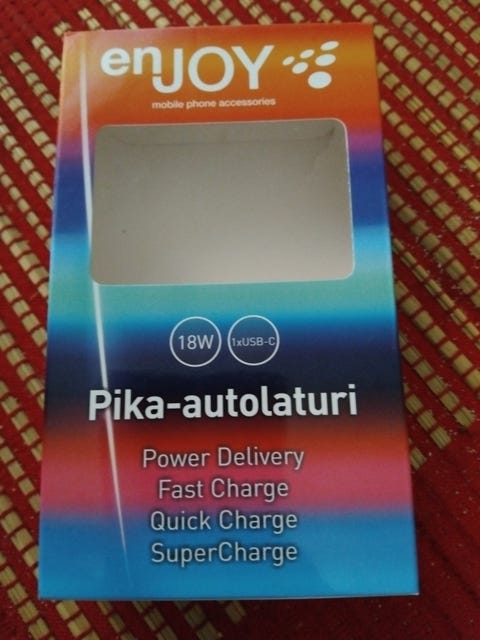 enJOY
mobile phone accessories
18W
1xUSB-C
Pika-autolaturi
Power Delivery
Fast Charge
Quick Charge
SuperCharge